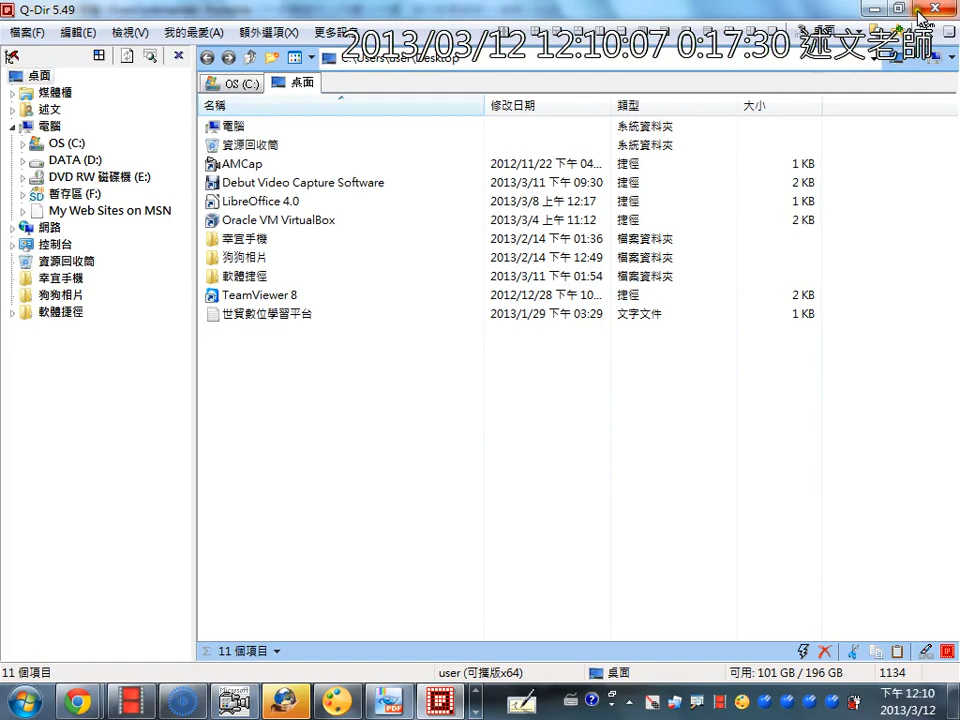 Q-Dir 5.49
檔案(F) 編輯(E) 檢視(V) 我的最愛(A) 額外選項(X)
2013/03/12 12:10:07 0:17:30 述文老師
C:\Users\user\Desktop
OS (C:) 桌面
桌面
媒體櫃
述文
電腦
OS (C:)
DATA (D:)
DVD RW 磁碟機 (E:)
暫存區 (F:)
My Web Sites on MSN
網路
控制台
資源回收筒
幸宜手機
狗狗相片
軟體捷徑
名稱 修改日期 類型 大小
電腦 系統資料夾
資源回收筒 系統資料夾
AMCap 2012/11/22 下午 04... 捷徑 1 KB
Debut Video Capture Software 2013/3/11 下午 09:30 捷徑 2 KB
LibreOffice 4.0 2013/3/8 上午 12:17 捷徑 1 KB
Oracle VM VirtualBox 2013/3/4 上午 11:12 捷徑 2 KB
幸宜手機 2013/2/14 下午 01:36 檔案資料夾
狗狗相片 2013/2/14 下午 12:49 檔案資料夾
軟體捷徑 2013/3/11 下午 01:54 檔案資料夾
TeamViewer 8 2012/12/28 下午 10... 捷徑 2 KB
世貿數位學習平台 2013/1/29 下午 03:29 文字文件 1 KB
11 個項目
11 個項目 user (可攜版x64) 桌面 可用: 101 GB / 196 GB 1134
下午 12:10
2013/3/12